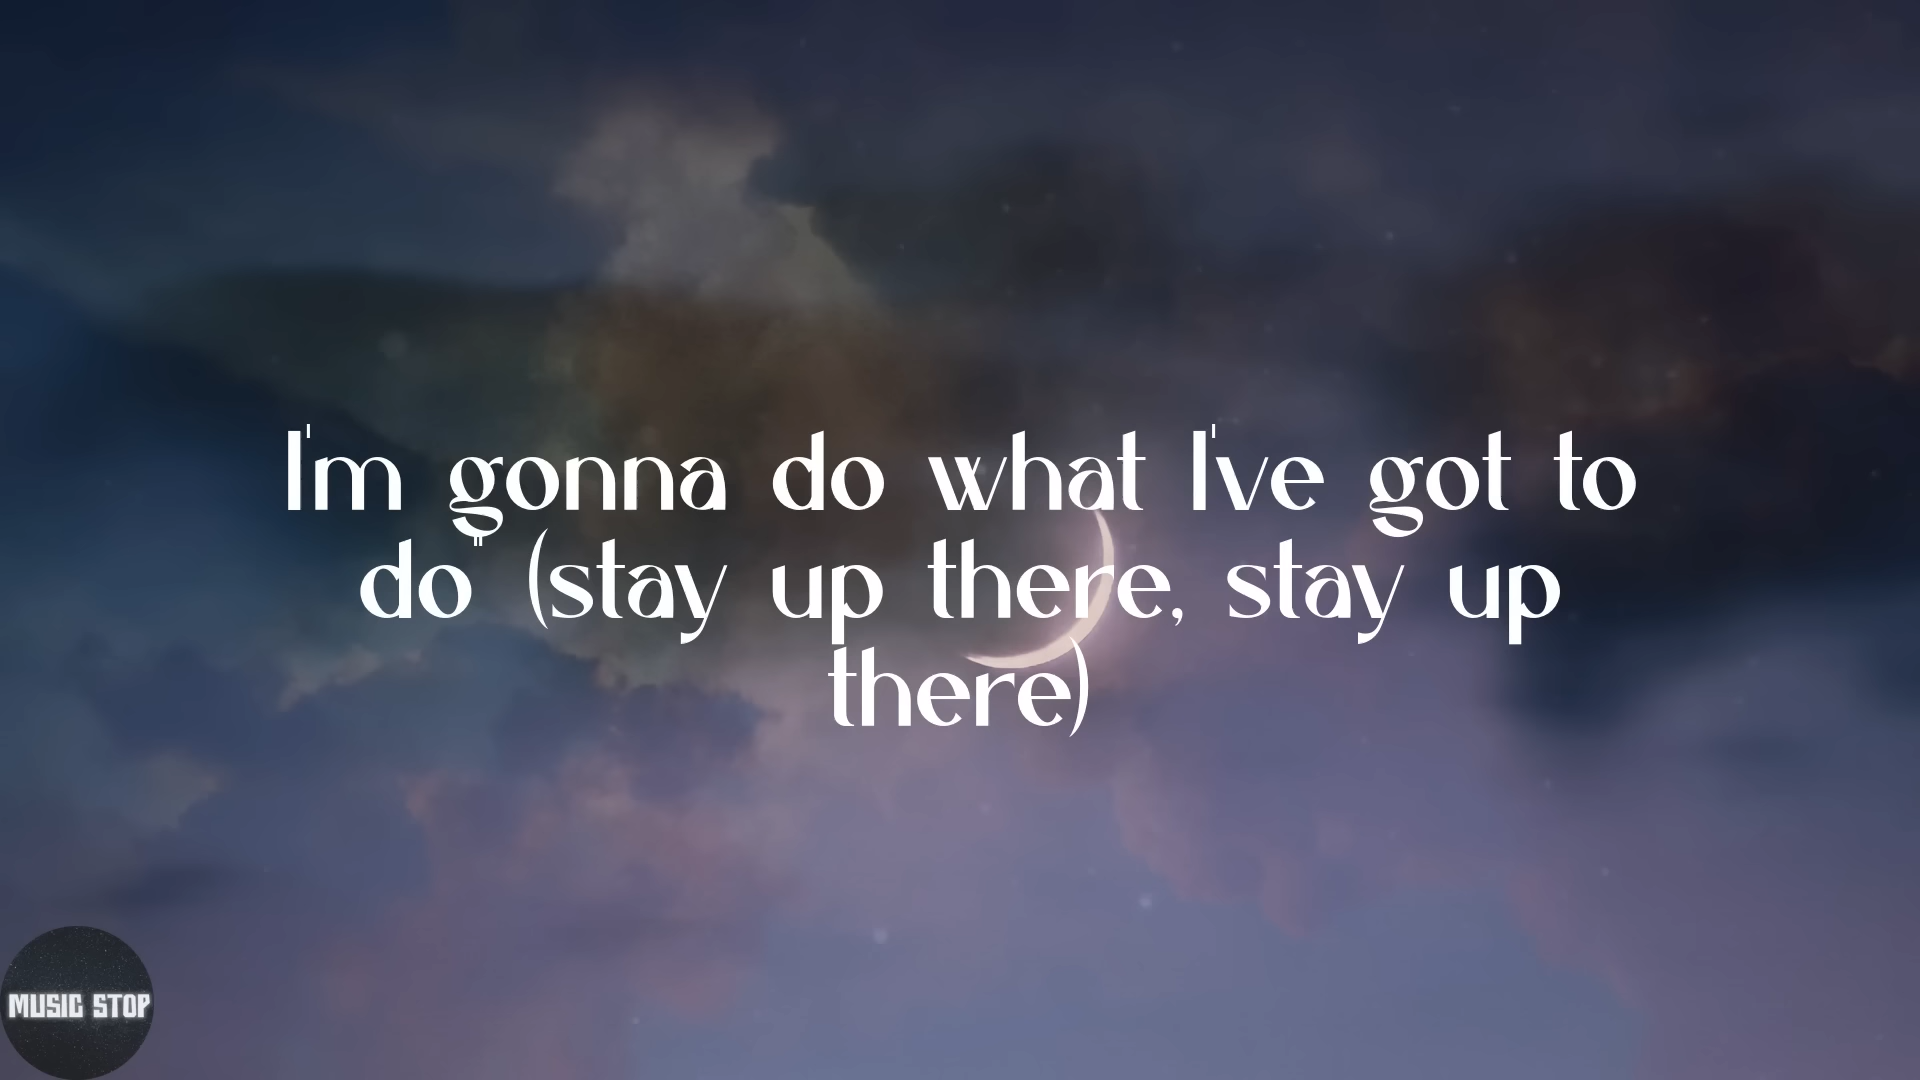 I'm gonna do what I've got to
do" (stay up there, stay up
there)
MUSIC STOP